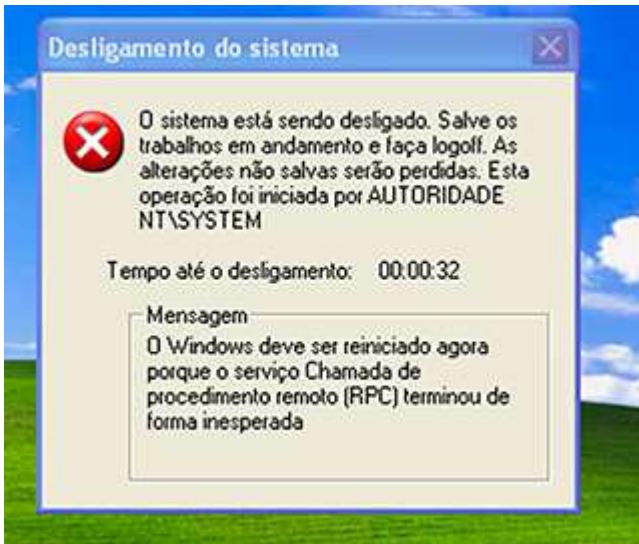 Desligamento do sistema
O sistema está sendo desligado. Salve os
trabalhos em andamento e faça logoff. As
alterações não salvas serão perdidas. Esta
operação foi iniciada por AUTORIDADE
NT\SYSTEM
Tempo até o desligamento: 00:00:32
Mensagem
O Windows deve ser reiniciado agora
porque o serviço Chamada de
procedimento remoto (RPC) terminou de
forma inesperada